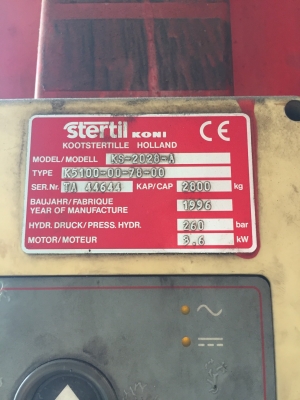 stertil KONI CE
KOOTSTERTILLE HOLLAND
MODEL/MODELL KS-2028-A
TYPE K5100-00-78-00
SER.Nr. TA 44644 KAP/CAP 2800 kg
BAUJAHR/FABRIQUE
YEAR OF MANUFACTURE 1996
HYDR. DRUCK/PRESS. HYDR. 260 bar
MOTOR/MOTEUR 3.6 kW